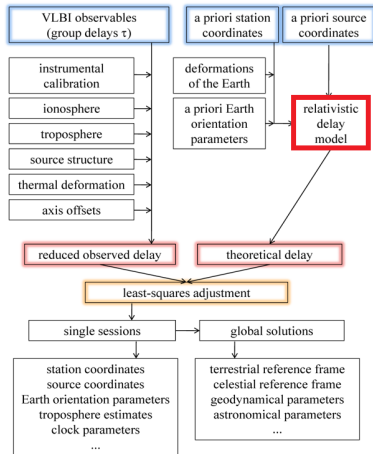 VLBI observables
(group delays τ)
a priori station
coordinates
a priori source
coordinates
instrumental
calibration
ionosphere
troposphere
source structure
thermal deformation
axis offsets
deformations
of the Earth
a priori Earth
orientation
parameters
relativistic
delay
model
reduced observed delay
theoretical delay
least-squares adjustment
single sessions
global solutions
station coordinates
source coordinates
Earth orientation parameters
troposphere estimates
clock parameters
...
terrestrial reference frame
celestial reference frame
geodynamical parameters
astronomical parameters
...